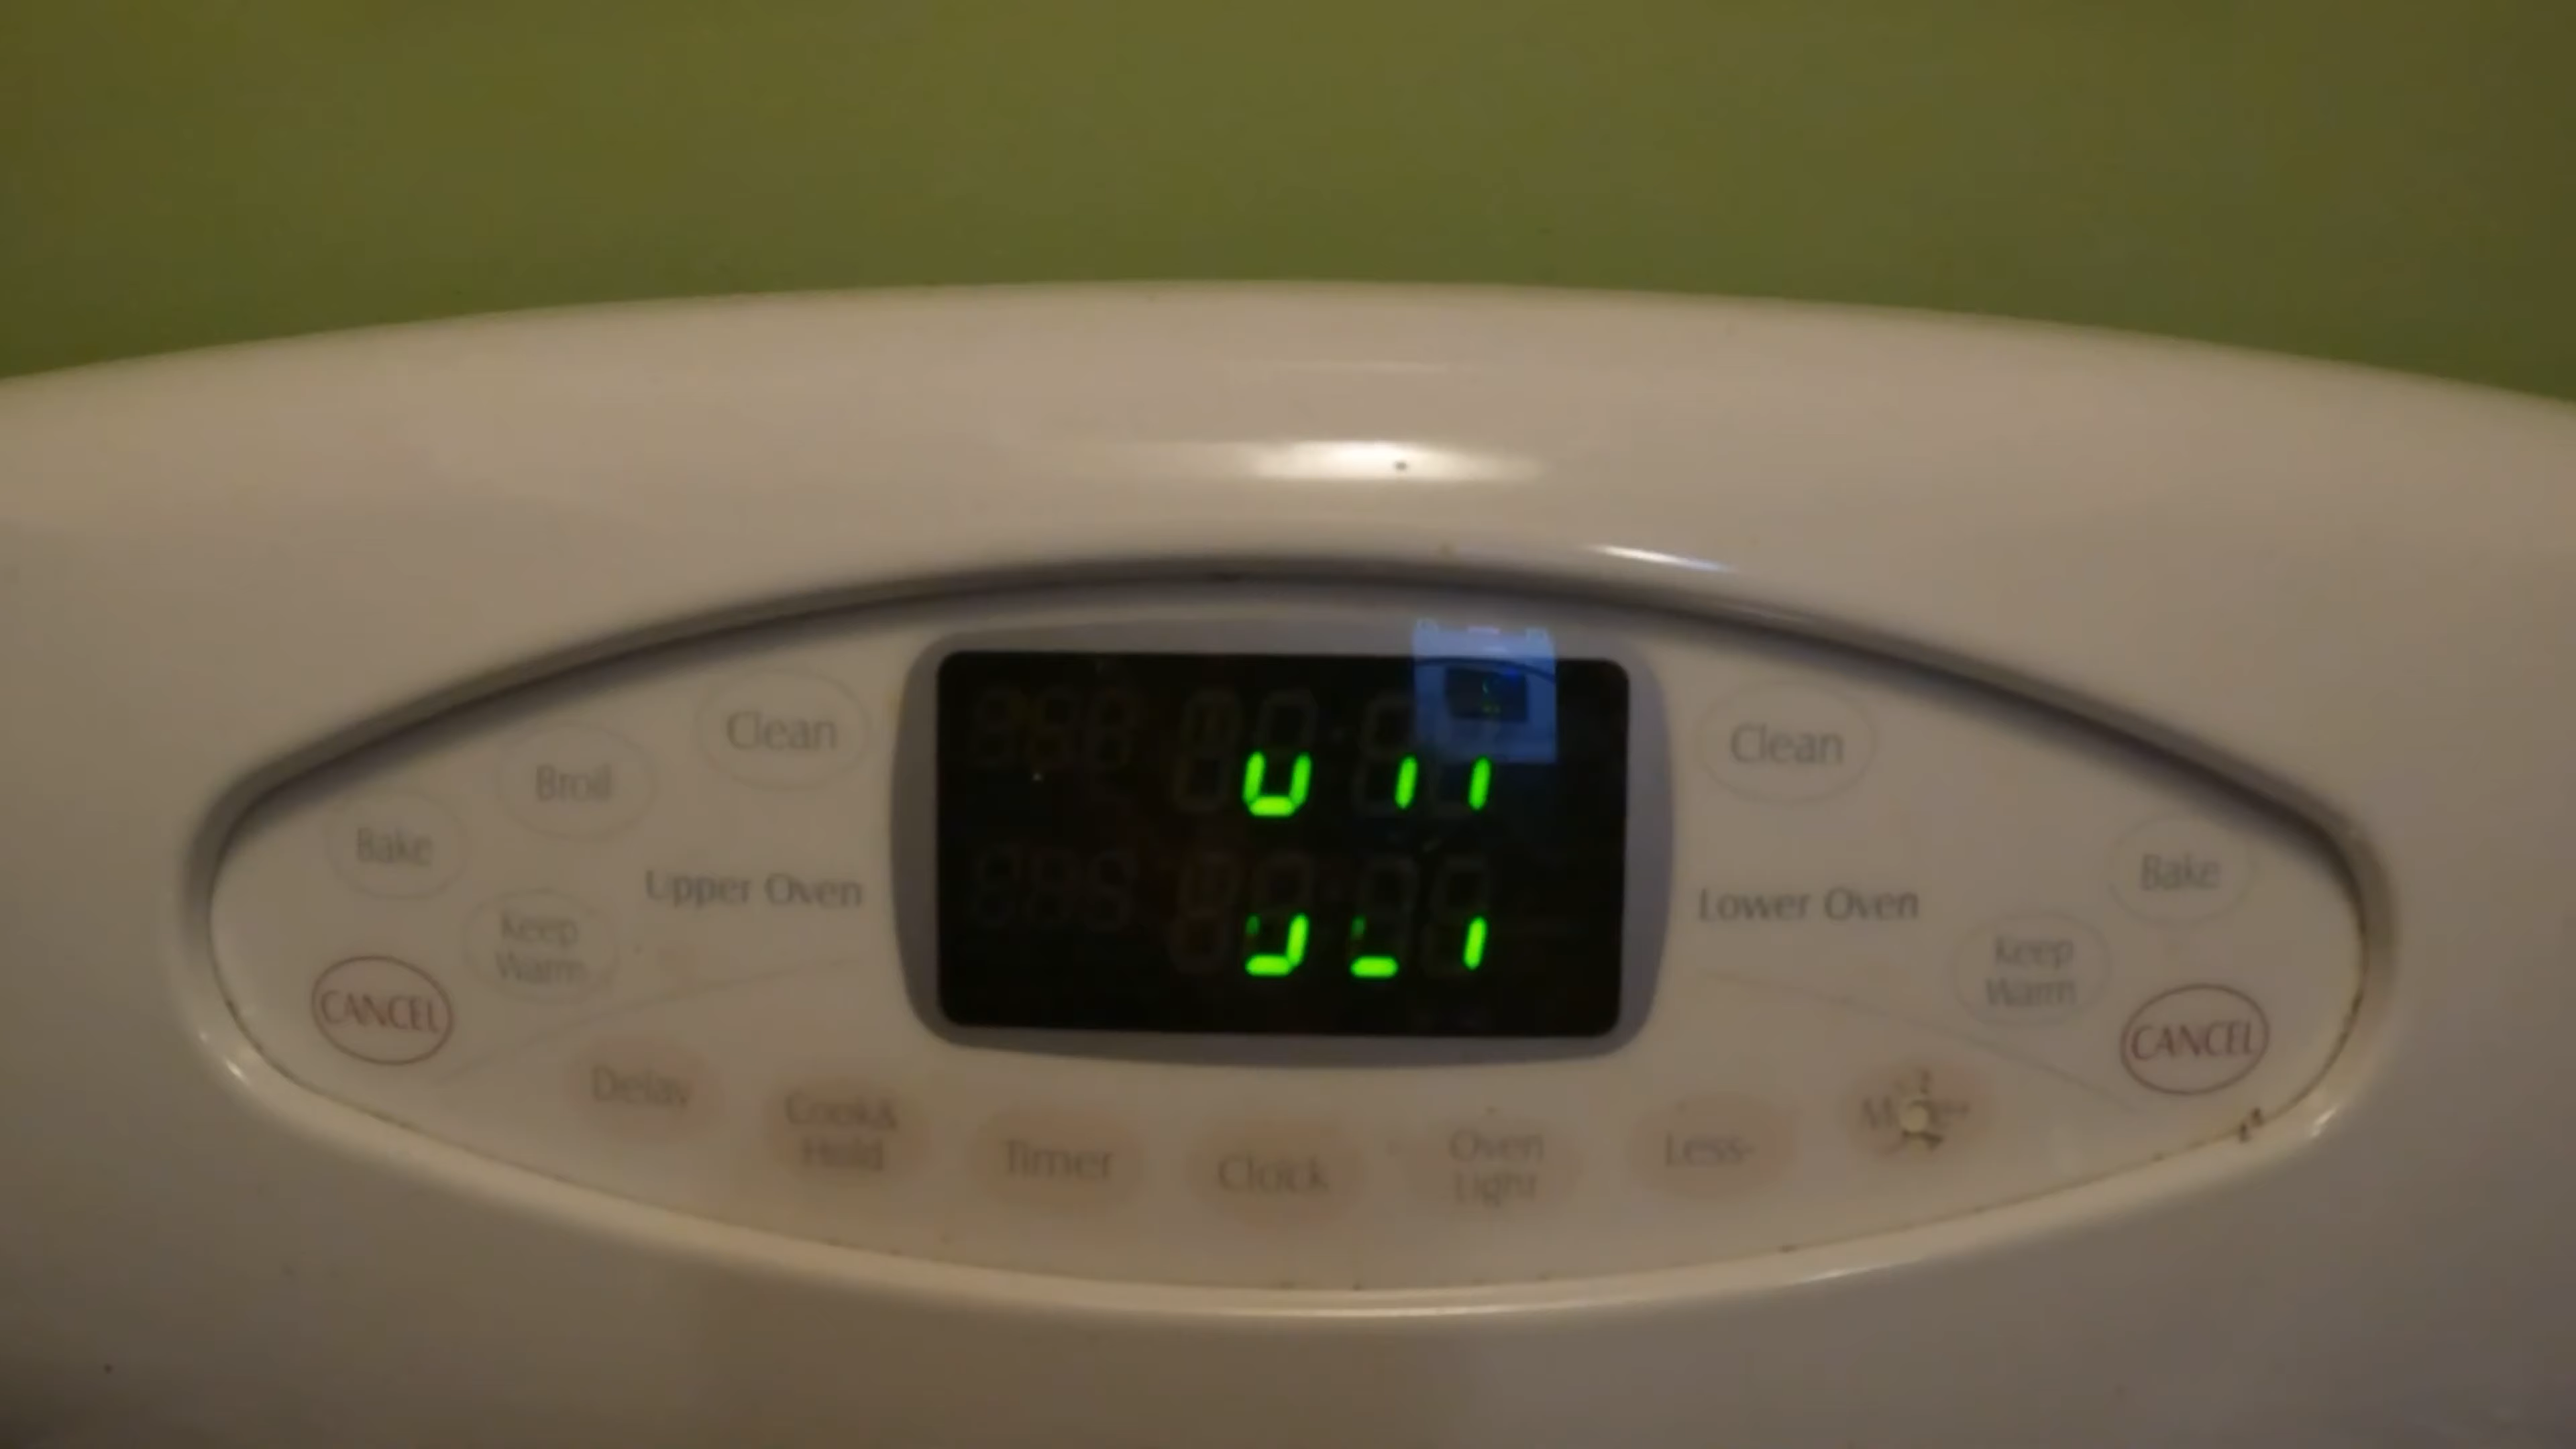 Clean
Clean
Broil
Bake
Bake
Upper Oven
Lower Oven
Keep
Warm
Keep
Warm
CANCEL
CANCEL
Delay
Cook&
Hold
Timer
Clock
Oven
Light
Less-